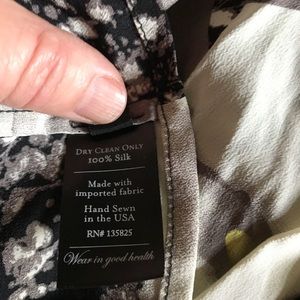 DRY CLEAN ONLY
100% SILK
Made with
imported fabric
Hand Sewn
in the USA
RN# 135825
Wear in good health